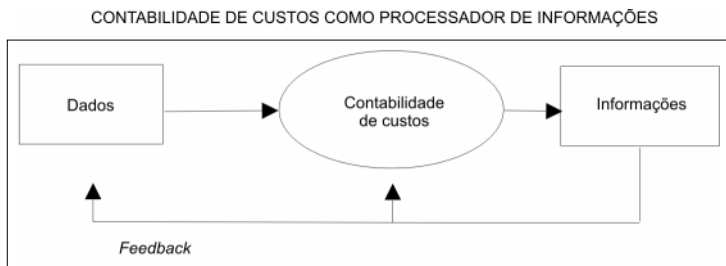 CONTABILIDADE DE CUSTOS COMO PROCESSADOR DE INFORMAÇÕES
Dados
Contabilidade
de custos
Informações
Feedback